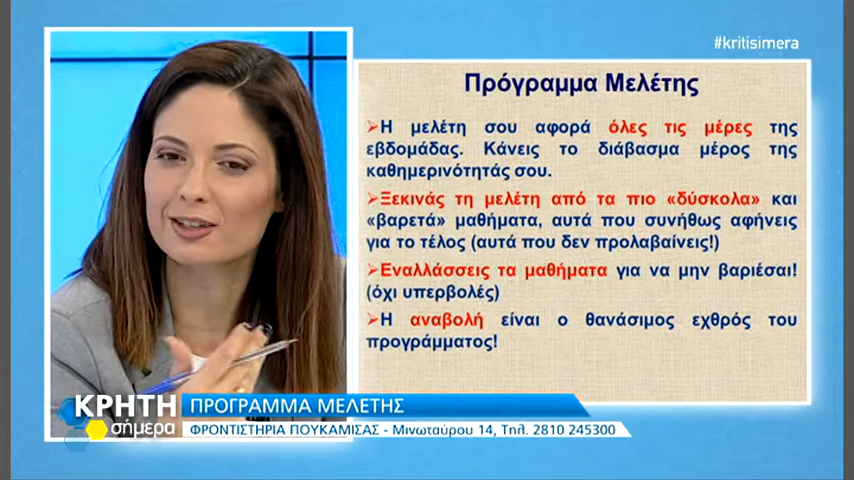 #kritisimera
Πρόγραμμα Μελέτης
➢Η μελέτη σου αφορά όλες τις μέρες της
εβδομάδας. Κάνεις το διάβασμα μέρος της
καθημερινότητάς σου.
➢Ξεκινάς τη μελέτη από τα πιο «δύσκολα» και
«βαρετά» μαθήματα, αυτά που συνήθως αφήνεις
για το τέλος (αυτά που δεν προλαβαίνεις!)
➢Εναλλάσσεις τα μαθήματα για να μην βαριέσαι!
(όχι υπερβολές)
➢Η αναβολή είναι ο θανάσιμος εχθρός του
προγράμματος!
ΚΡΗΤΗ
σήμερα
ΠΡΟΓΡΑΜΜΑ ΜΕΛΕΤΗΣ
ΦΡΟΝΤΙΣΤΗΡΙΑ ΠΟΥΚΑΜΙΣΑΣ - Μινωταύρου 14, Τηλ. 2810 245300